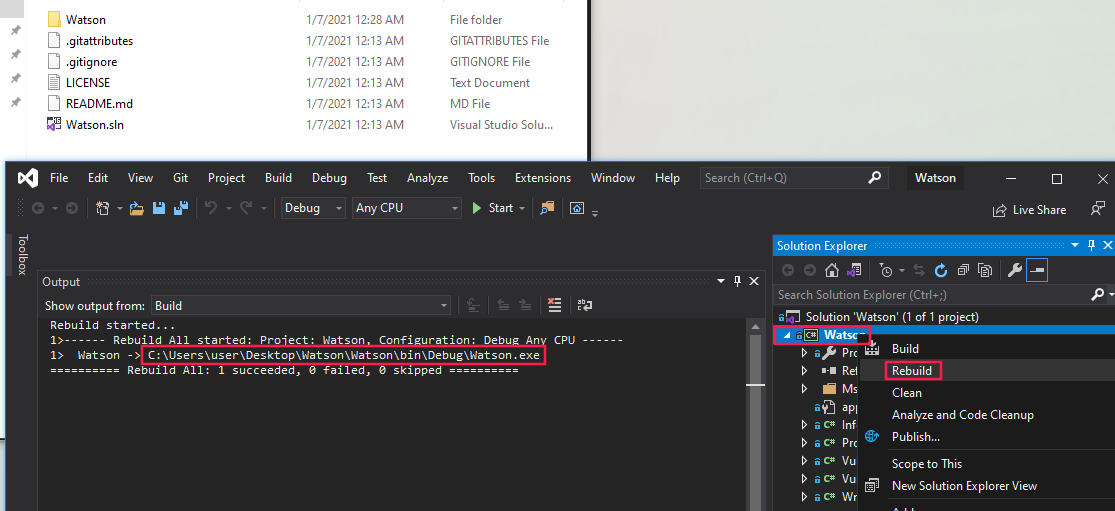 Watson 1/7/2021 12:28 AM File folder
.gitattributes 1/7/2021 12:13 AM GITATTRIBUTES File
.gitignore 1/7/2021 12:13 AM GITIGNORE File
LICENSE 1/7/2021 12:13 AM Text Document
README.md 1/7/2021 12:13 AM MD File
Watson.sln 1/7/2021 12:13 AM Visual Studio Solu...
File Edit View Git Project Build Debug Test Analyze Tools Extensions Window Help Search (Ctrl+Q) Watson
Debug Any CPU Start Live Share
Toolbox
Output
Show output from: Build
Rebuild started...
1>------ Rebuild All started: Project: Watson, Configuration: Debug Any CPU ------
1> Watson -> C:\Users\user\Desktop\Watson\Watson\bin\Debug\Watson.exe
========== Rebuild All: 1 succeeded, 0 failed, 0 skipped ==========
Solution Explorer
Search Solution Explorer (Ctrl+;)
Solution 'Watson' (1 of 1 project)
C# Watson
Pro
Ref
Ms
app
C# Inf
C# Pro
C# Vu
C# Vu
C# Wr
Build
Rebuild
Clean
Analyze and Code Cleanup
Publish...
Scope to This
New Solution Explorer View